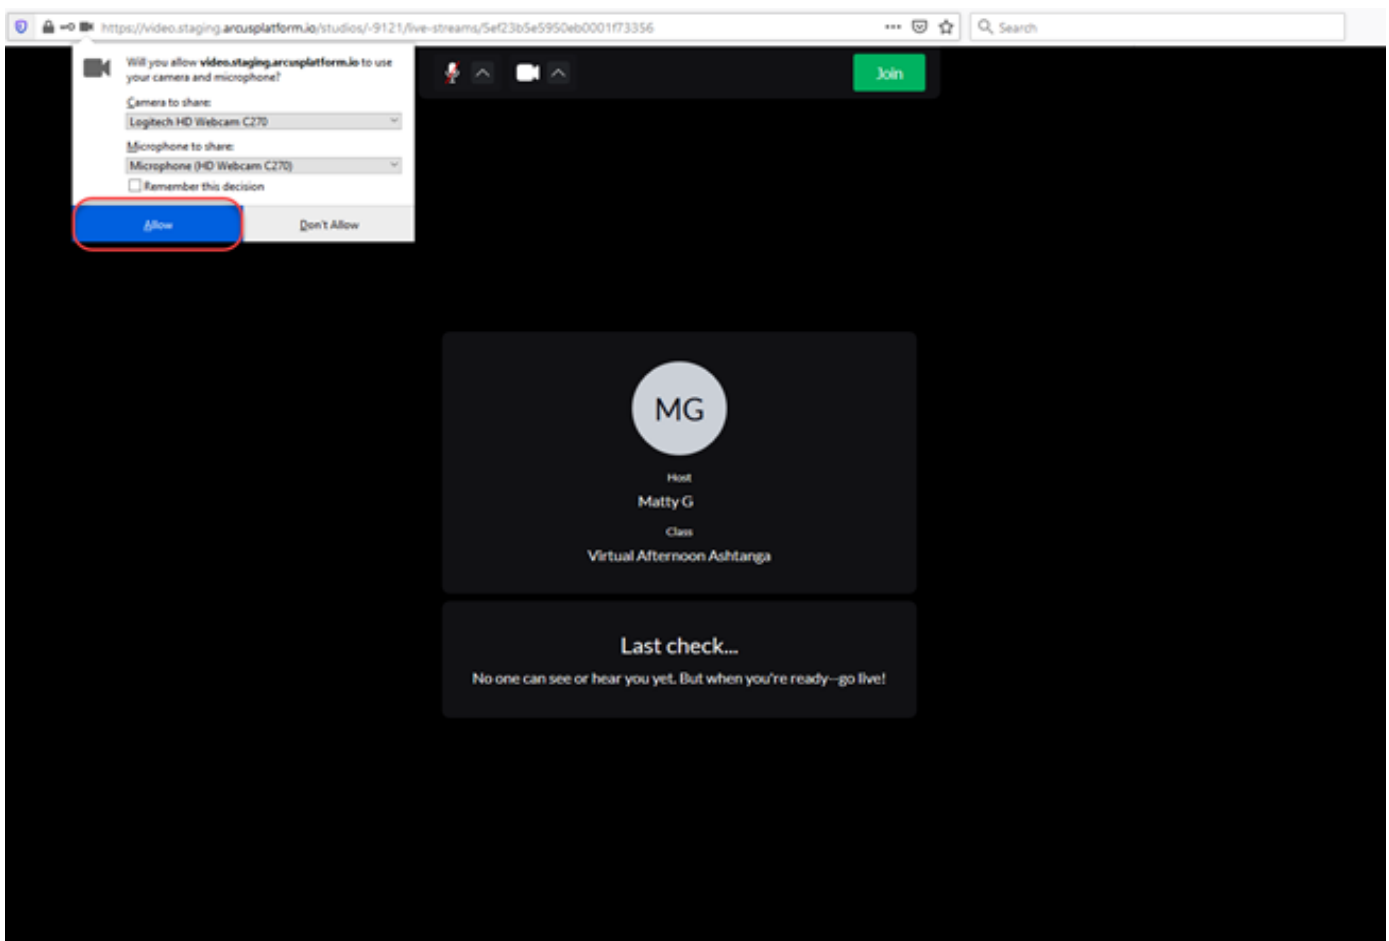 https://video.staging.arcusplatform.io/studios/-9121/live-streams/5ef23b5e5950eb0001f73356
Search
Will you allow video.staging.arcusplatform.io to use
your camera and microphone?
Camera to share:
Logitech HD Webcam C270
Microphone to share:
Microphone (HD Webcam C270)
Remember this decision
Allow
Don't Allow
Join
MG
Host
Matty G
Class
Virtual Afternoon Ashtanga
Last check...
No one can see or hear you yet. But when you're ready--go live!